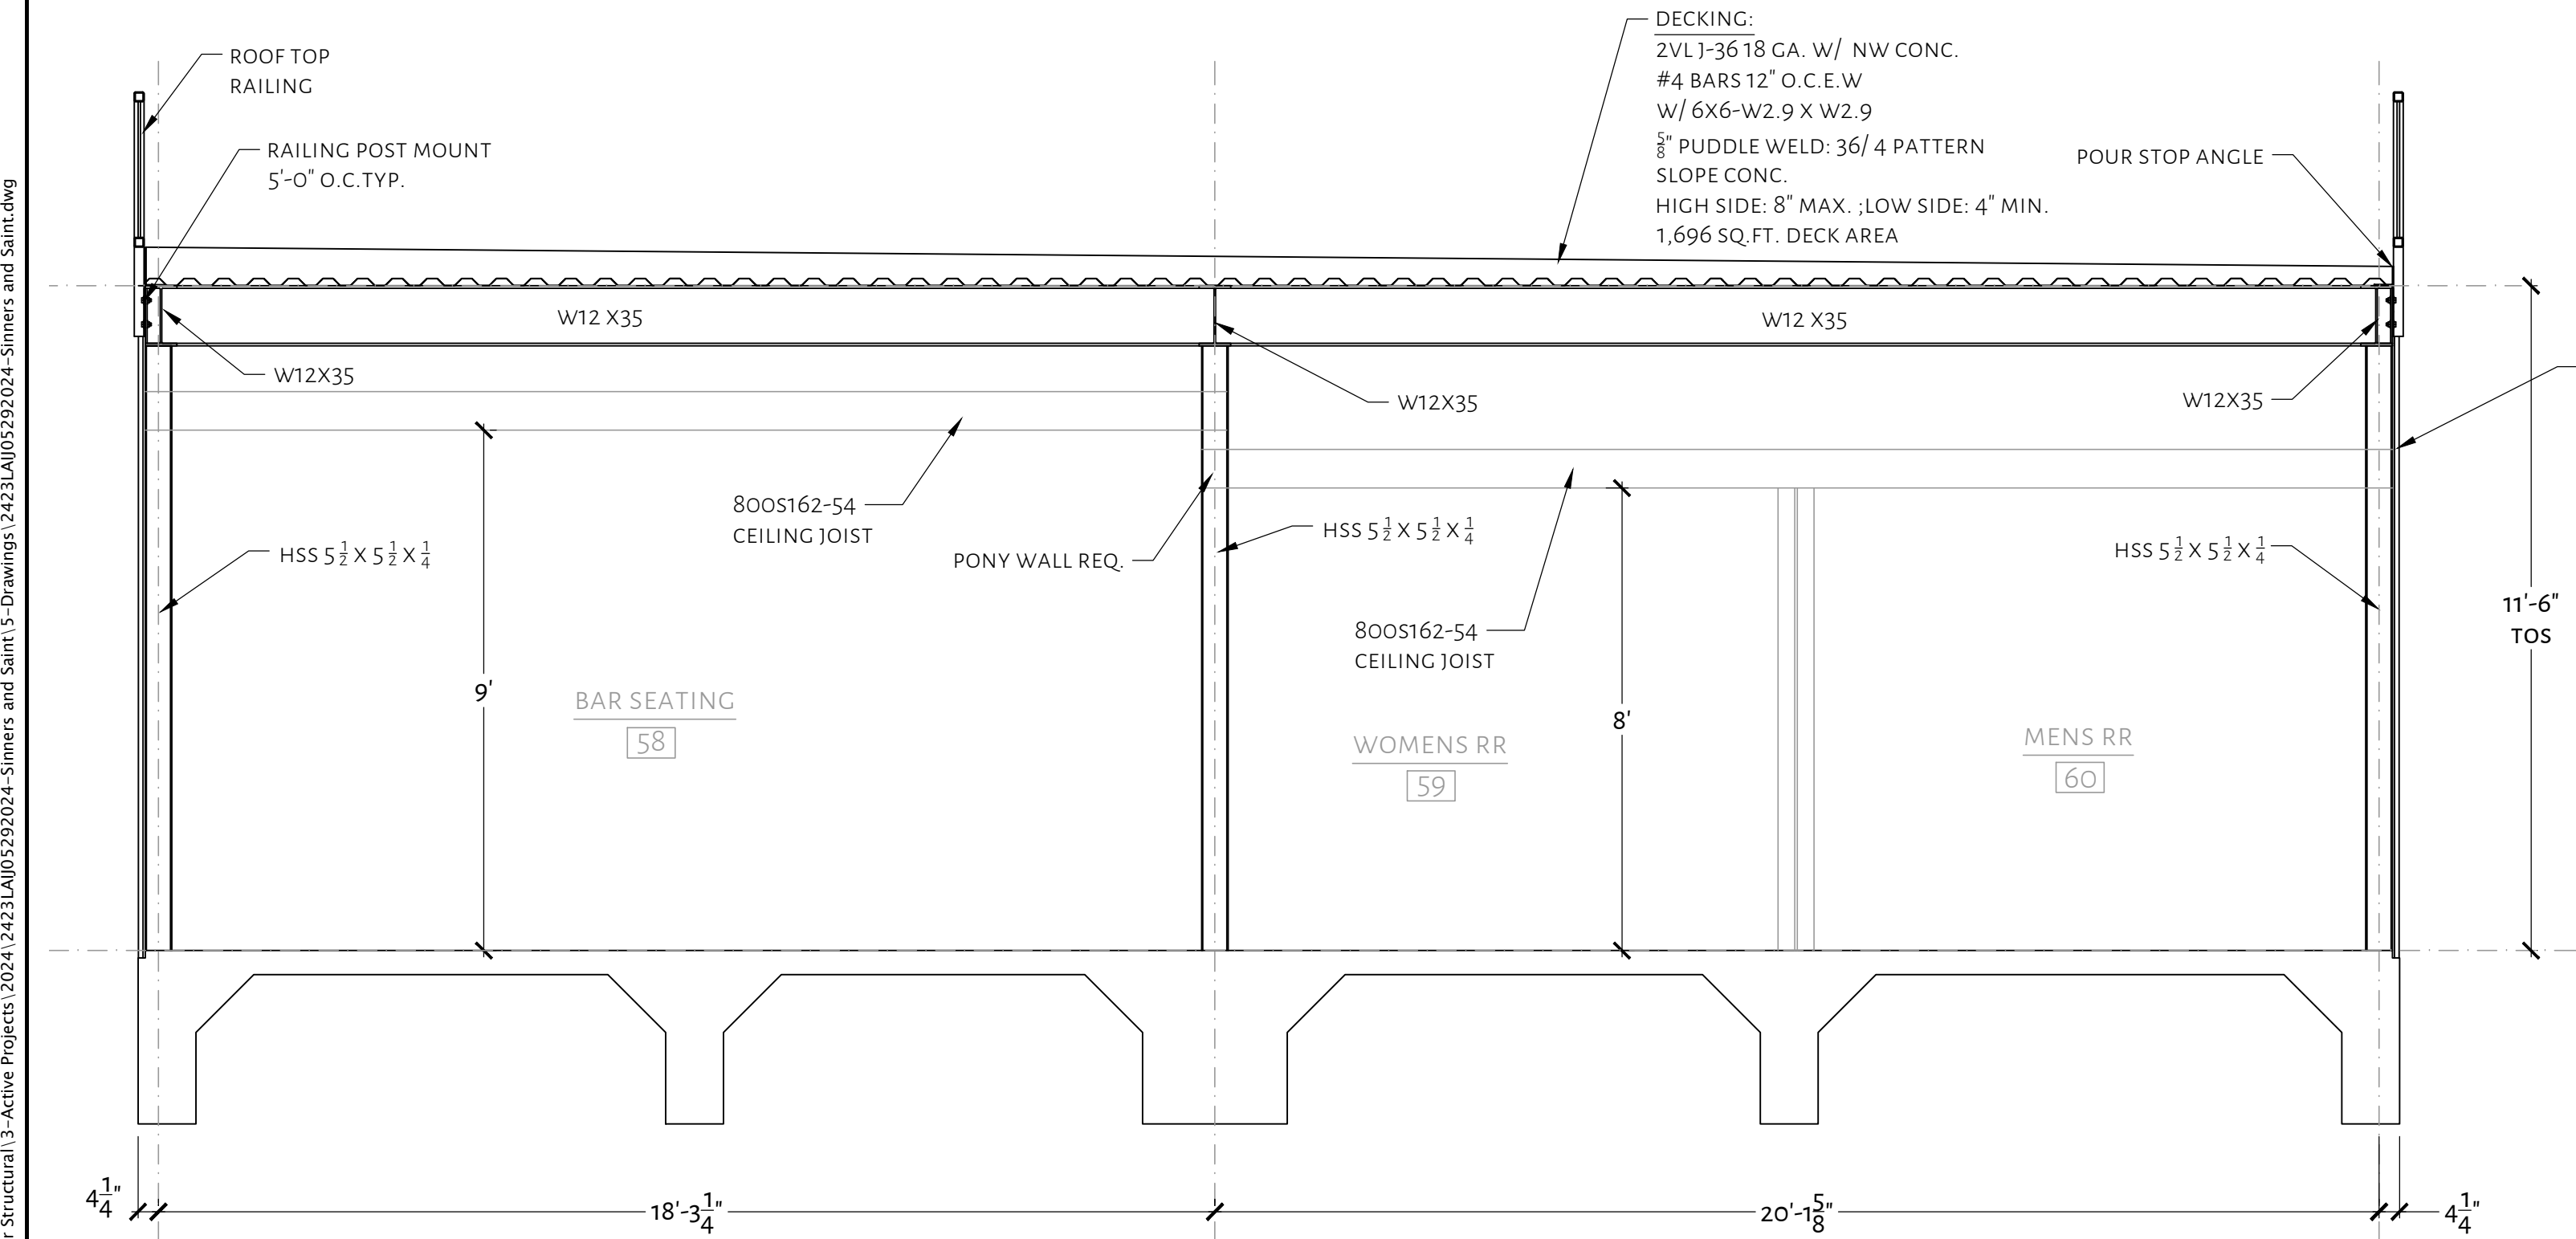 DECKING:
2VLJ-36 18 GA. W/ NW CONC.
#4 BARS 12" O.C.E.W
W/ 6X6-W2.9 X W2.9
5/8" PUDDLE WELD: 36/4 PATTERN
SLOPE CONC.
HIGH SIDE: 8" MAX. ;LOW SIDE: 4" MIN.
1,696 SQ.FT. DECK AREA
ROOF TOP
RAILING
RAILING POST MOUNT
5'-0" O.C.TYP.
POUR STOP ANGLE
W12 X35
W12 X35
W12X35
W12X35
W12X35
800S162-54
CEILING JOIST
HSS 5 1/2 X 5 1/2 X 1/4
PONY WALL REQ.
HSS 5 1/2 X 5 1/2 X 1/4
HSS 5 1/2 X 5 1/2 X 1/4
800S162-54
CEILING JOIST
11'-6"
TOS
9'
8'
BAR SEATING
58
WOMENS RR
59
MENS RR
60
4 1/4"
18'-3 1/4"
20'-1 5/8"
4 1/4"
r Structural\3-Active Projects\2024\2423LAIJ05292024-Sinners and Saint\5-Drawings\2423LAIJ05292024-Sinners and Saint.dwg